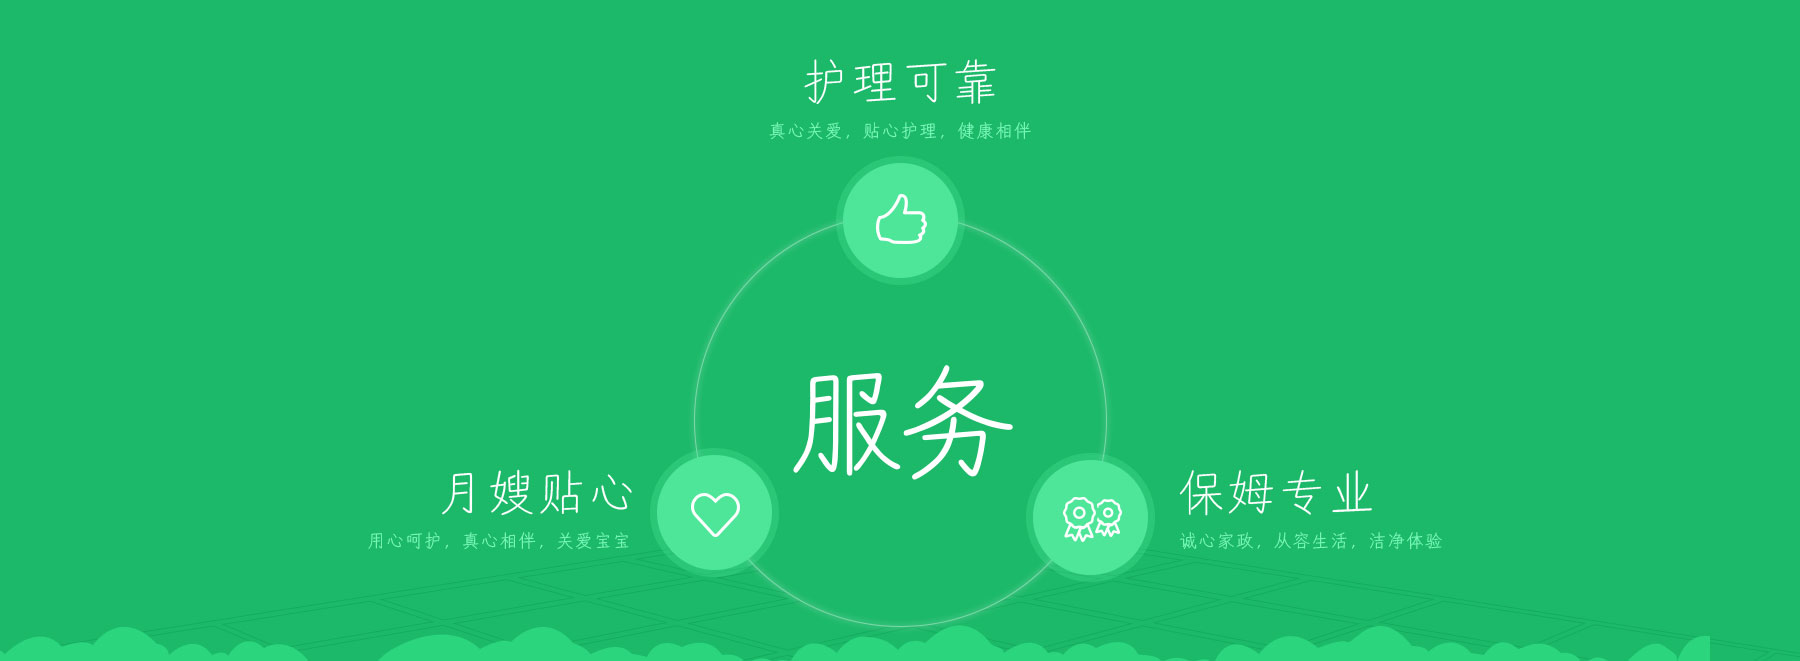 护理可靠
真心关爱，贴心护理，健康相伴
服务
月嫂贴心
用心呵护，真心相伴，关爱宝宝
保姆专业
诚心家政，从容生活，洁净体验